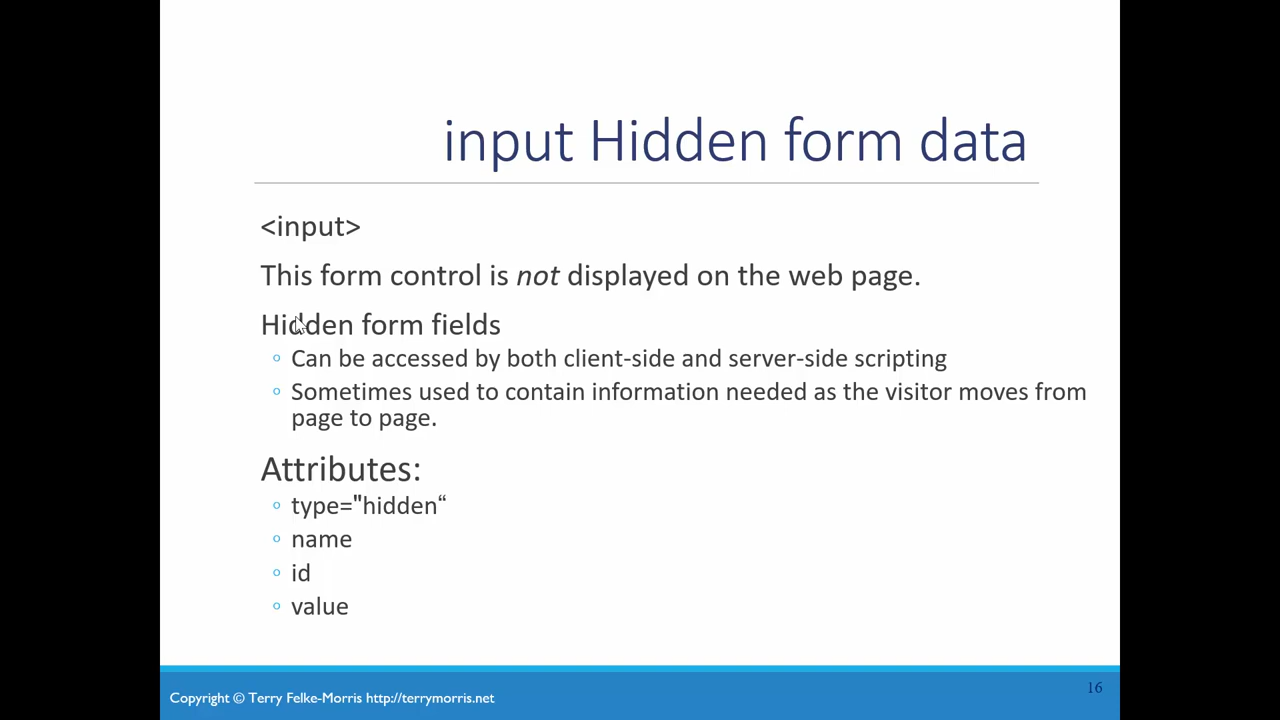 input Hidden form data
<input>
This form control is not displayed on the web page.
Hidden form fields
◦ Can be accessed by both client-side and server-side scripting
◦ Sometimes used to contain information needed as the visitor moves from
page to page.
Attributes:
◦ type="hidden“
◦ name
◦ id
◦ value
Copyright © Terry Felke-Morris http://terrymorris.net
16